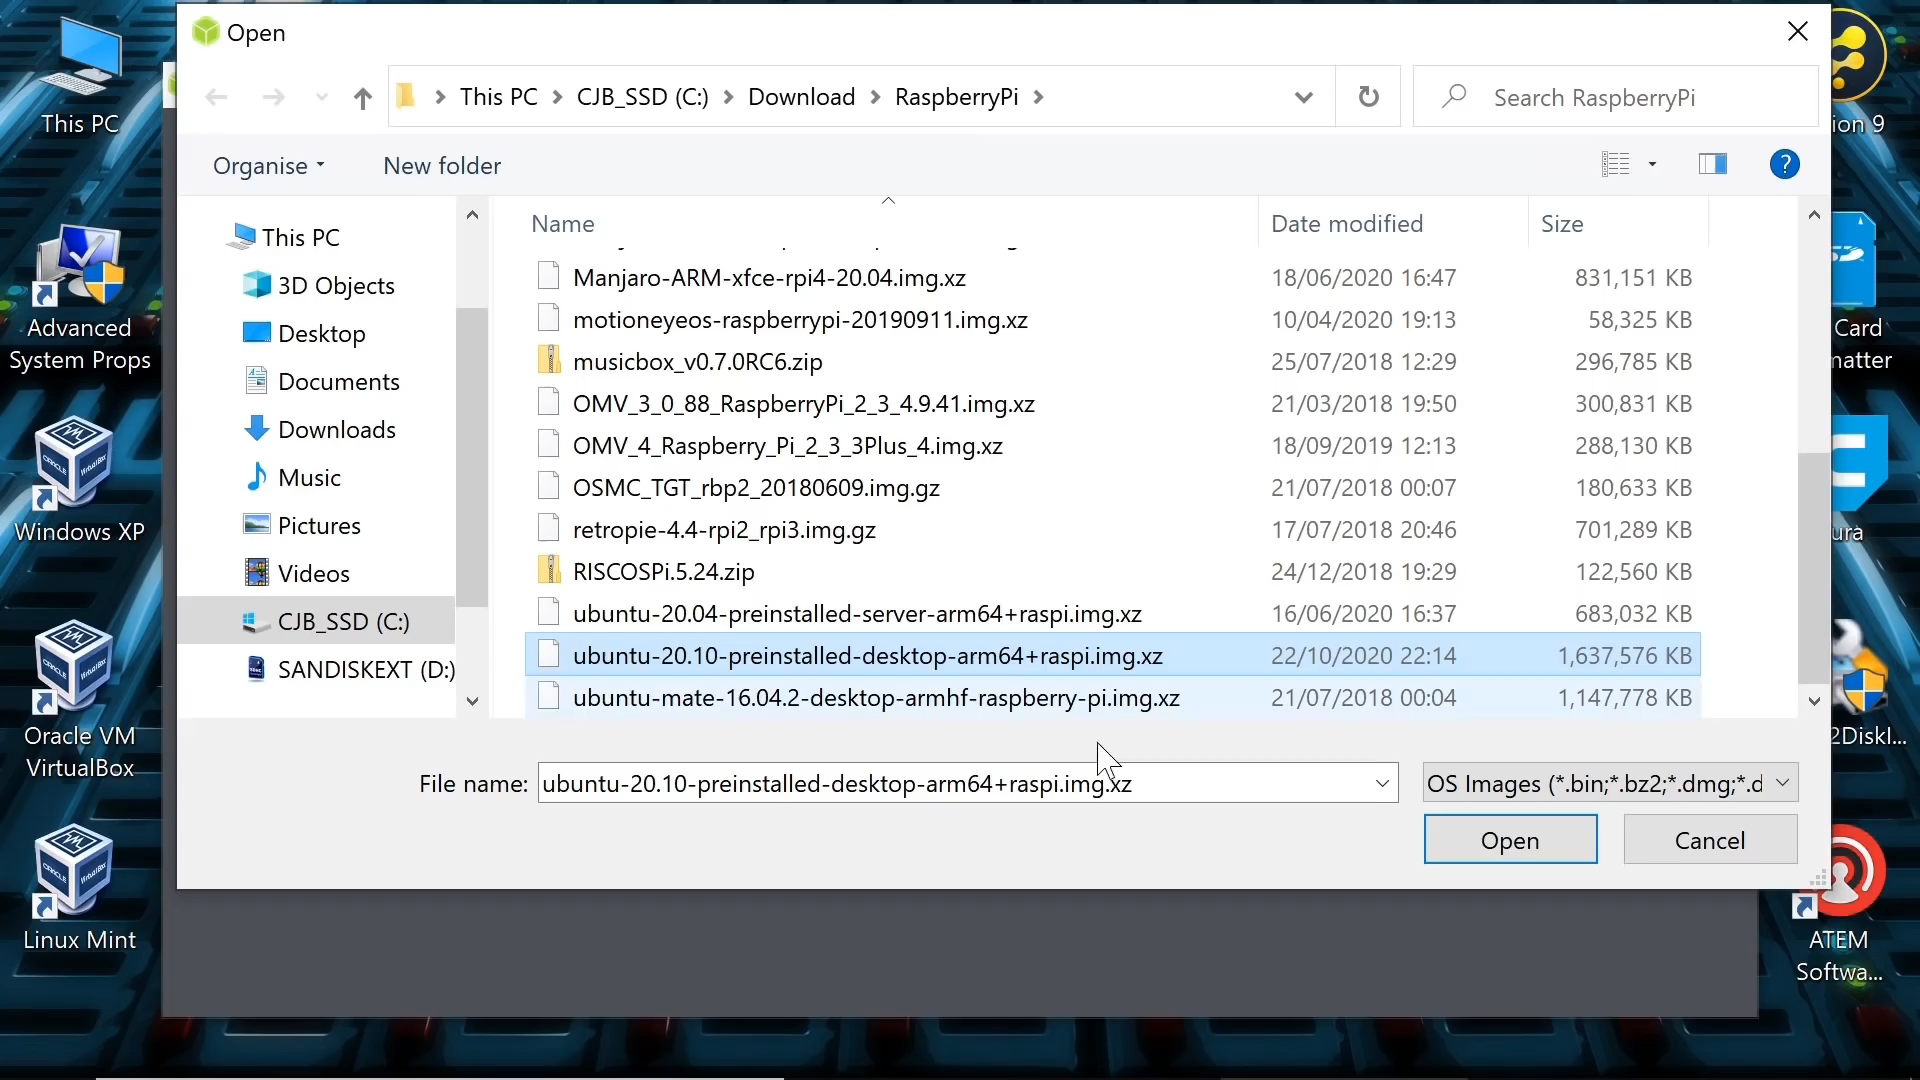 Open
This PC
CJB_SSD (C:)
Download
RaspberryPi
Search RaspberryPi
Organise
New folder
?
Name
Date modified
Size
This PC
3D Objects
Desktop
Documents
Downloads
Music
Pictures
Videos
CJB_SSD (C:)
SANDISKEXT (D:)
Manjaro-ARM-xfce-rpi4-20.04.img.xz 18/06/2020 16:47 831,151 KB
motioneyeos-raspberrypi-20190911.img.xz 10/04/2020 19:13 58,325 KB
musicbox_v0.7.0RC6.zip 25/07/2018 12:29 296,785 KB
OMV_3_0_88_RaspberryPi_2_3_4.9.41.img.xz 21/03/2018 19:50 300,831 KB
OMV_4_Raspberry_Pi_2_3_3Plus_4.img.xz 18/09/2019 12:13 288,130 KB
OSMC_TGT_rbp2_20180609.img.gz 21/07/2018 00:07 180,633 KB
retropie-4.4-rpi2_rpi3.img.gz 17/07/2018 20:46 701,289 KB
RISCOSPi.5.24.zip 24/12/2018 19:29 122,560 KB
ubuntu-20.04-preinstalled-server-arm64+raspi.img.xz 16/06/2020 16:37 683,032 KB
ubuntu-20.10-preinstalled-desktop-arm64+raspi.img.xz 22/10/2020 22:14 1,637,576 KB
ubuntu-mate-16.04.2-desktop-armhf-raspberry-pi.img.xz 21/07/2018 00:04 1,147,778 KB
File name: ubuntu-20.10-preinstalled-desktop-arm64+raspi.img.xz
OS Images (*.bin;*.bz2;*.dmg;*.d
Open
Cancel
This PC
Advanced
System Props
Windows XP
Oracle VM
VirtualBox
Linux Mint
ion 9
Card
matter
ura
2DiskI...
ATEM
Softwa...